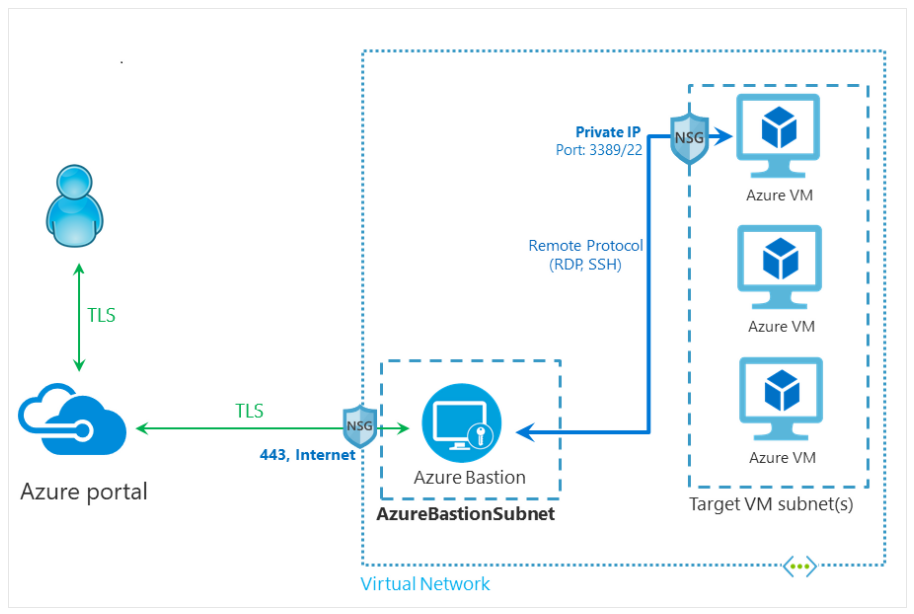 Private IP
Port: 3389/22
NSG
Azure VM
Remote Protocol
(RDP, SSH)
TLS
Azure VM
TLS
NSG
443, Internet
Azure Bastion
Azure VM
Azure portal
AzureBastionSubnet
Target VM subnet(s)
Virtual Network